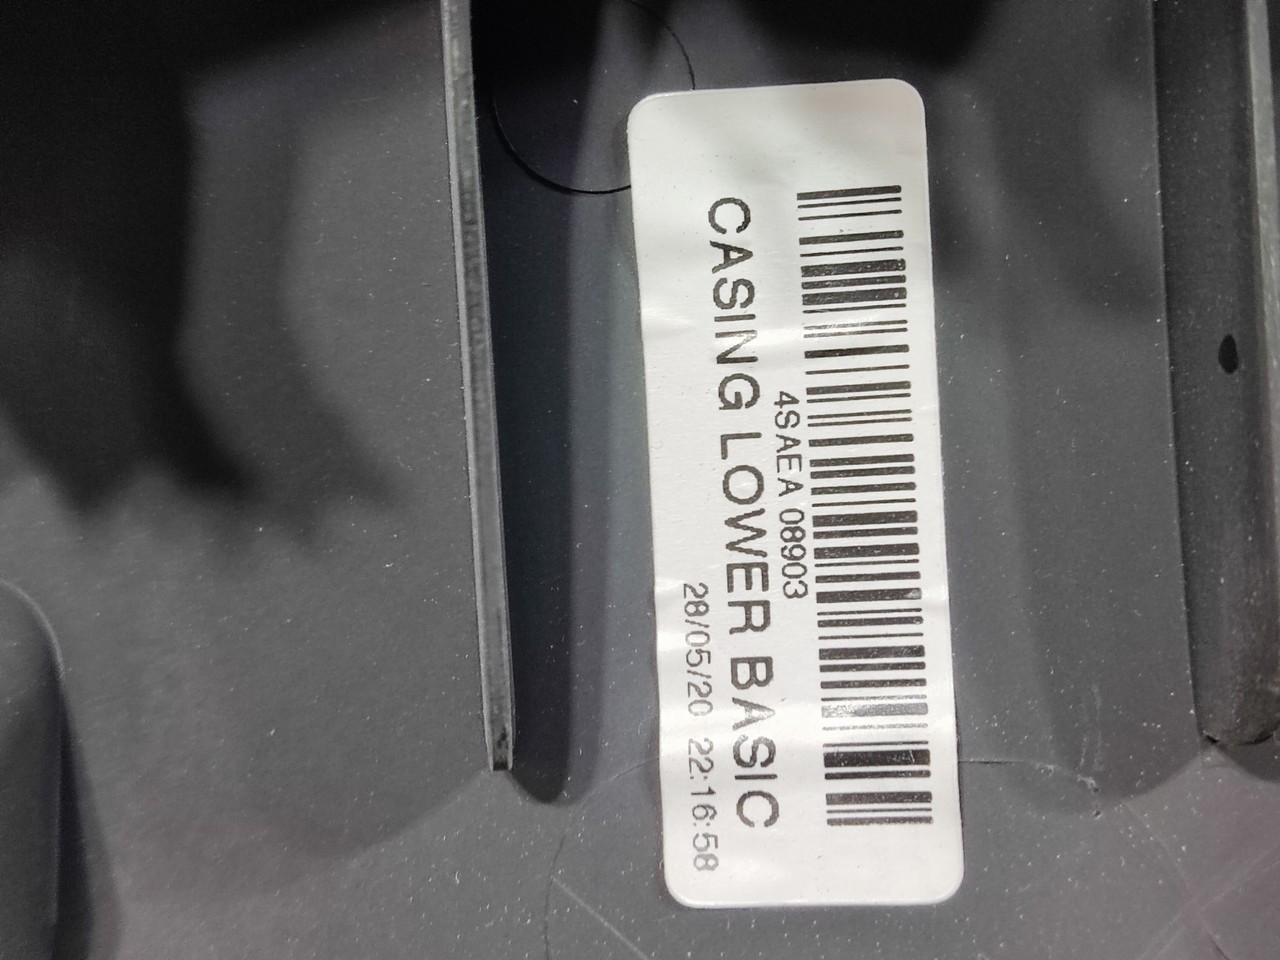 4SAEA 08903
CASING LOWER BASIC
28/05/20 22:16:58